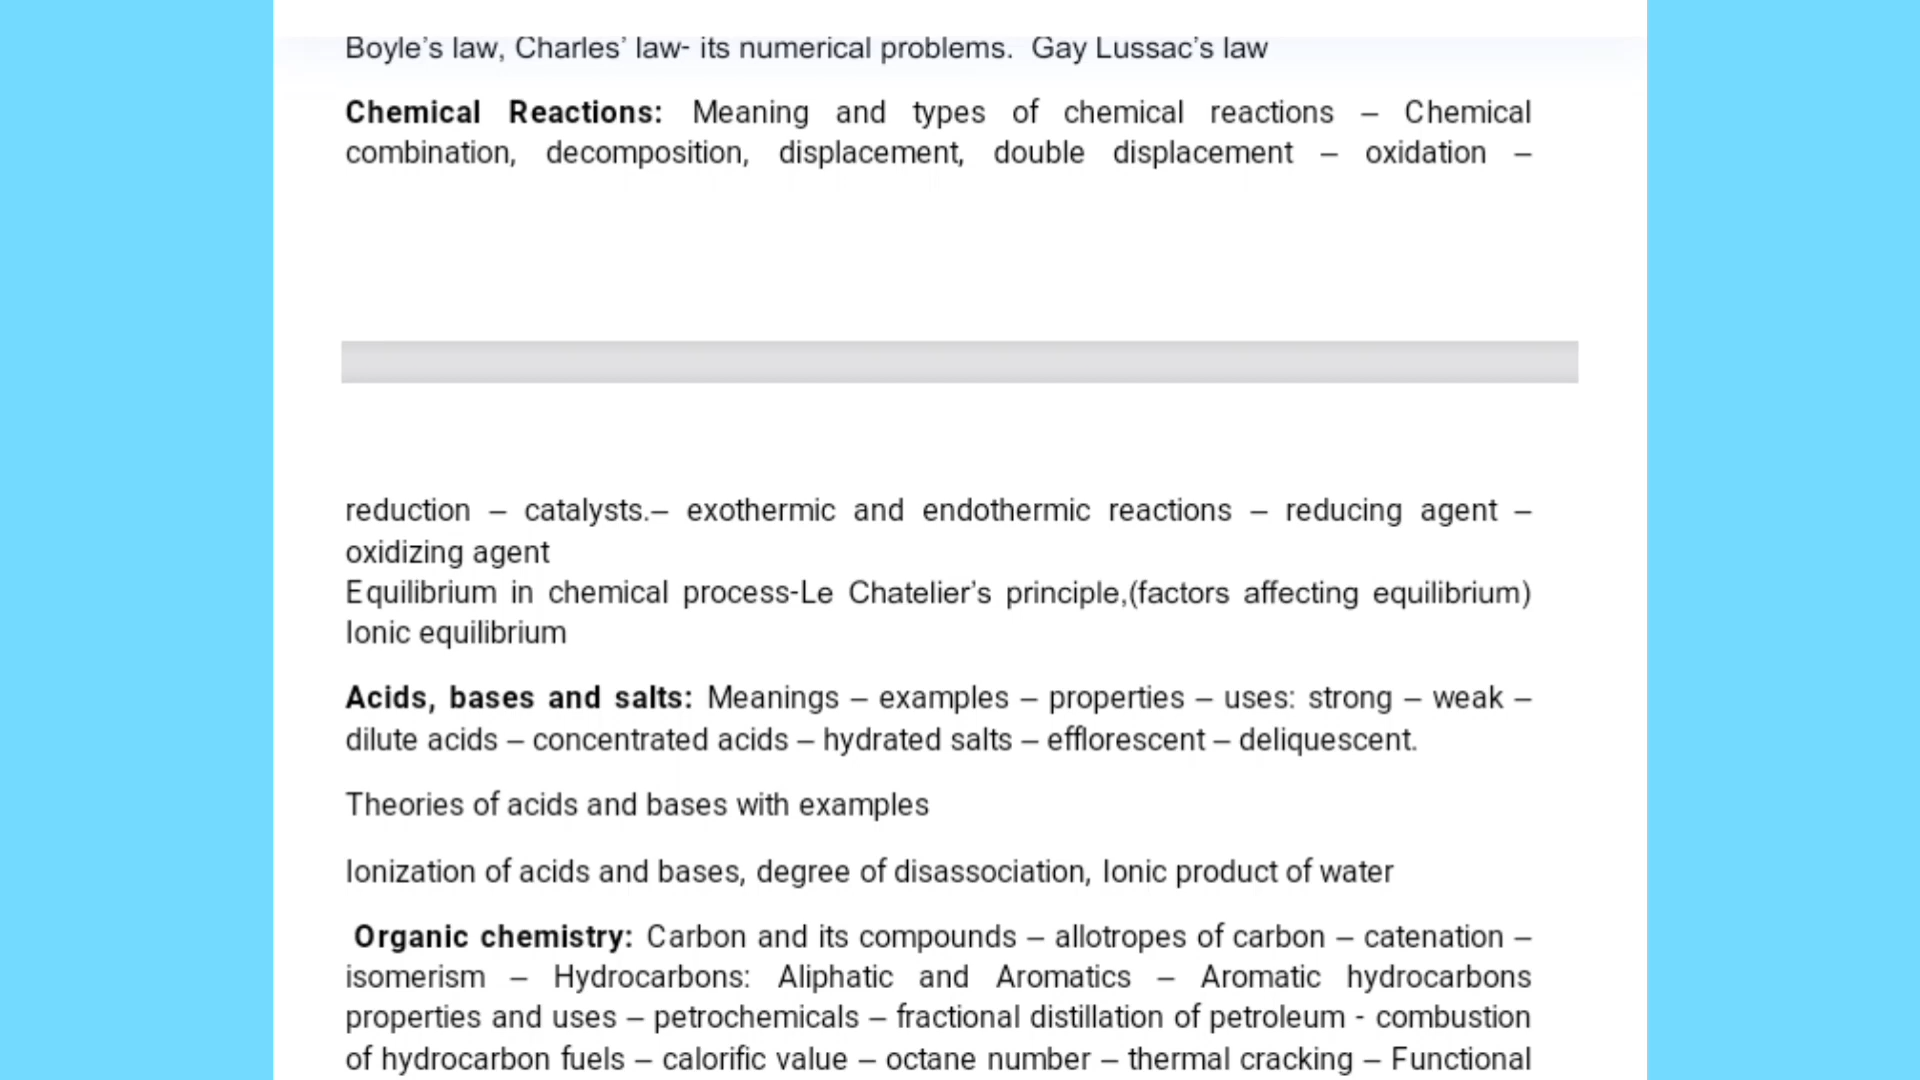 Boyle’s law, Charles’ law- its numerical problems.  Gay Lussac’s law
Chemical Reactions: Meaning and types of chemical reactions – Chemical
combination, decomposition, displacement, double displacement – oxidation –
reduction – catalysts.– exothermic and endothermic reactions – reducing agent –
oxidizing agent
Equilibrium in chemical process-Le Chatelier’s principle,(factors affecting equilibrium)
Ionic equilibrium
Acids, bases and salts: Meanings – examples – properties – uses: strong – weak –
dilute acids – concentrated acids – hydrated salts – efflorescent – deliquescent.
Theories of acids and bases with examples
Ionization of acids and bases, degree of disassociation, Ionic product of water
Organic chemistry: Carbon and its compounds – allotropes of carbon – catenation –
isomerism – Hydrocarbons: Aliphatic and Aromatics – Aromatic hydrocarbons
properties and uses – petrochemicals – fractional distillation of petroleum - combustion
of hydrocarbon fuels – calorific value – octane number – thermal cracking – Functional